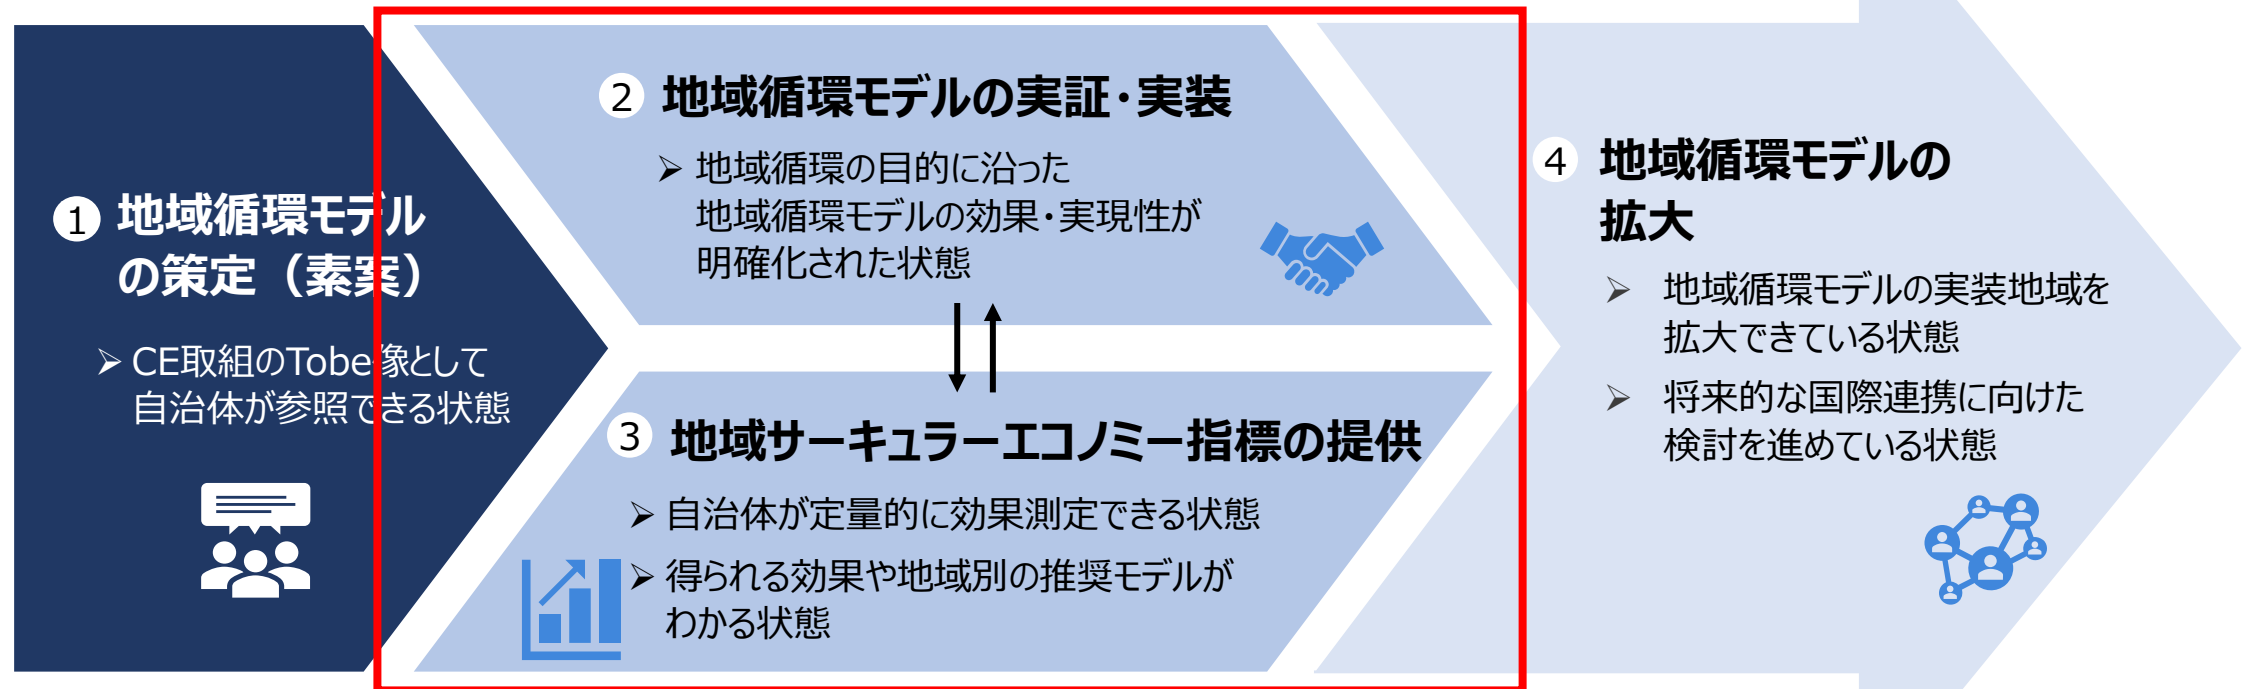 ① 地域循環モデル
の策定（素案）
➢ CE取組のTobe像として
自治体が参照できる状態
② 地域循環モデルの実証・実装
➢ 地域循環の目的に沿った
地域循環モデルの効果・実現性が
明確化された状態
③ 地域サーキュラーエコノミー指標の提供
➢ 自治体が定量的に効果測定できる状態
➢ 得られる効果や地域別の推奨モデルが
わかる状態
④ 地域循環モデルの
拡大
➢ 地域循環モデルの実装地域を
拡大できている状態
➢ 将来的な国際連携に向けた
検討を進めている状態